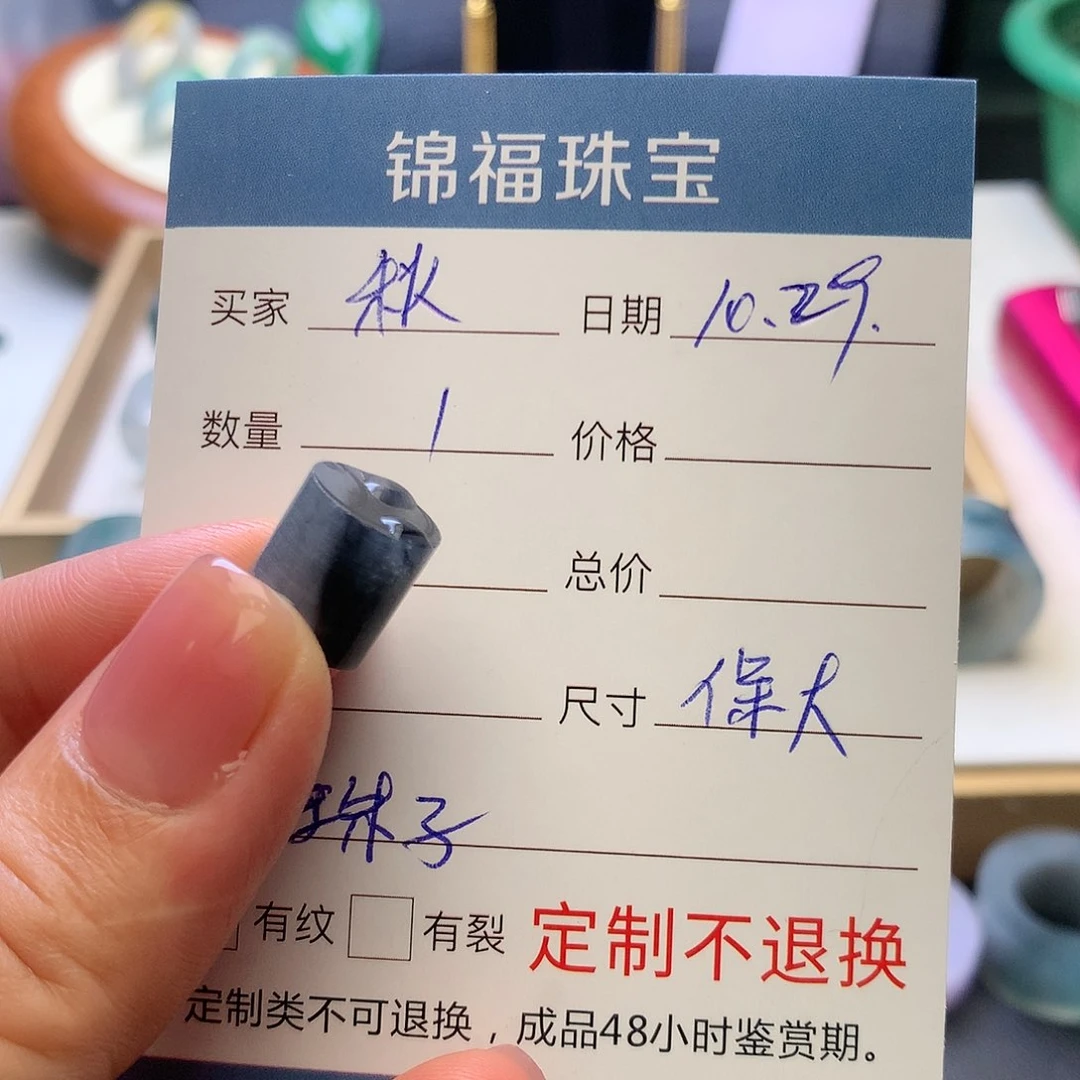 锦福珠宝
买家 秋 日期 10.29.
数量 1 价格
总价
尺寸 保大
珠子
有纹 有裂 定制不退换
定制类不可退换，成品48小时鉴赏期。